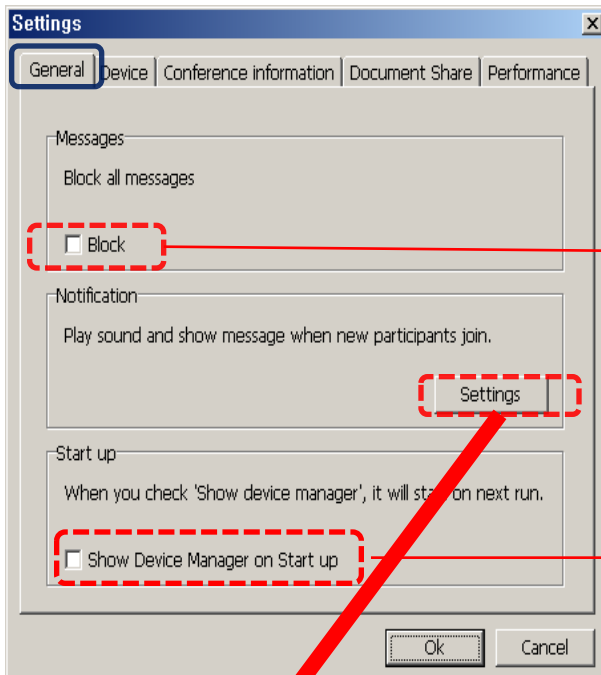 Settings
General Device Conference information Document Share Performance
Messages
Block all messages
Block
Notification
Play sound and show message when new participants join.
Settings
Start up
When you check 'Show device manager', it will start on next run.
Show Device Manager on Start up
Ok Cancel